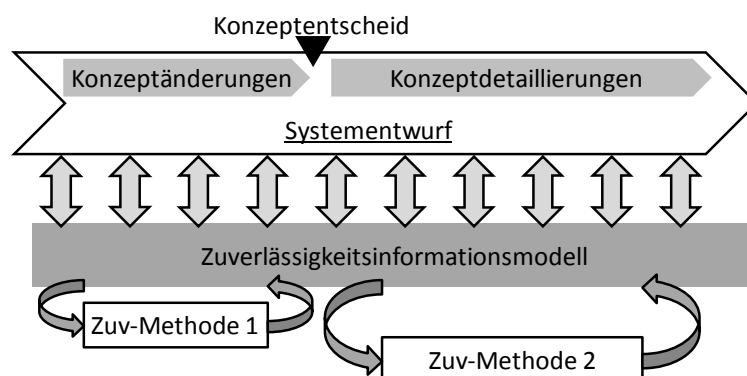 Konzeptentscheid
Konzeptänderungen
Konzeptdetaillierungen
Systementwurf
Zuverlässigkeitsinformationsmodell
Zuv-Methode 1
Zuv-Methode 2